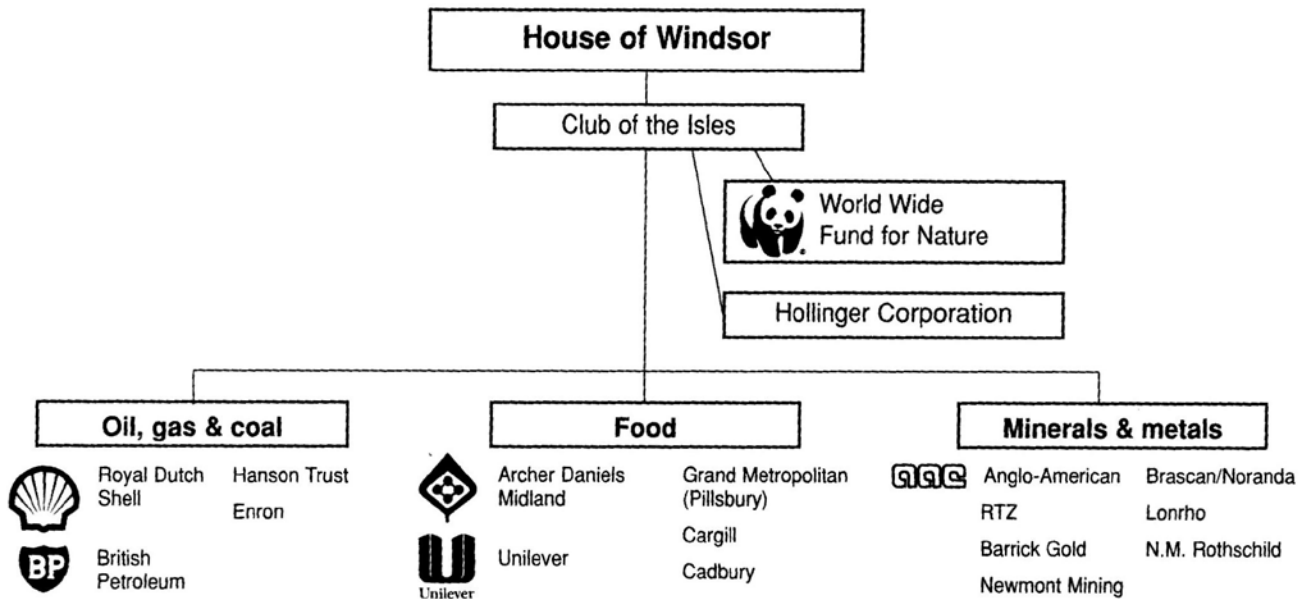 House of Windsor
Club of the Isles
World Wide
Fund for Nature
Hollinger Corporation
Oil, gas & coal
Royal Dutch
Shell
British
Petroleum
BP
Hanson Trust
Enron
Food
Archer Daniels
Midland
Unilever
Unilever
Grand Metropolitan
(Pillsbury)
Cargill
Cadbury
Minerals & metals
aac
Anglo-American
RTZ
Barrick Gold
Newmont Mining
Brascan/Noranda
Lonrho
N.M. Rothschild